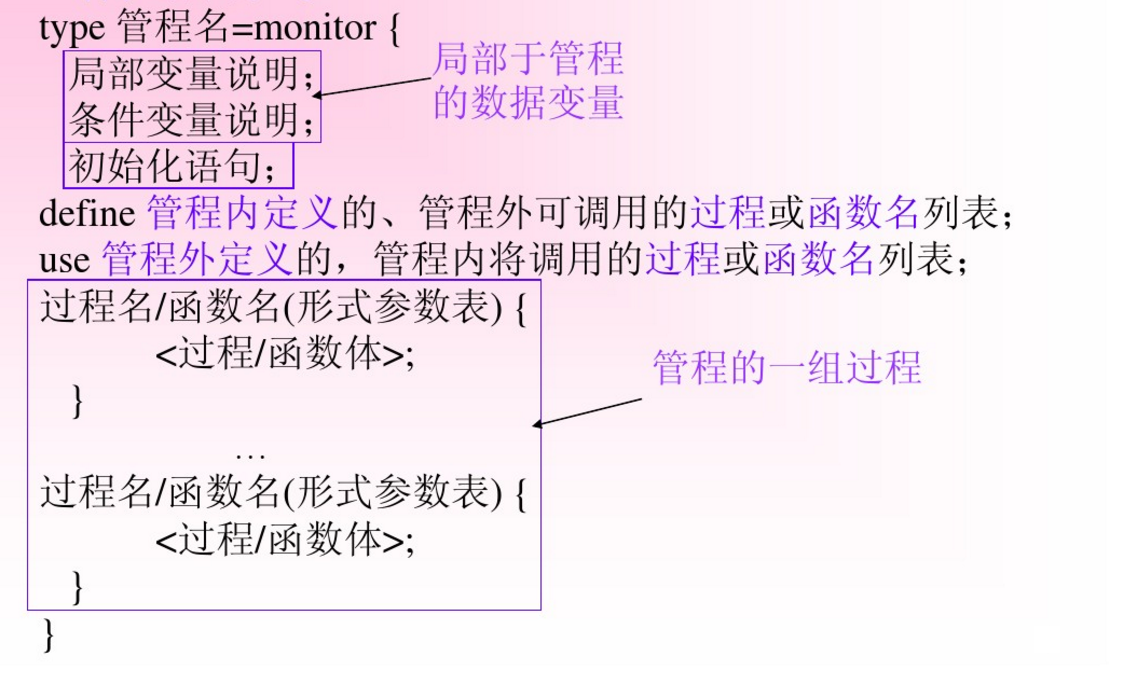 type 管程名=monitor {
局部变量说明;
条件变量说明;
局部于管程
的数据变量
初始化语句;
define 管程内定义的、管程外可调用的过程或函数名列表;
use 管程外定义的，管程内将调用的过程或函数名列表;
过程名/函数名(形式参数表) {
<过程/函数体>;
}
管程的一组过程
…
过程名/函数名(形式参数表) {
<过程/函数体>;
}
}